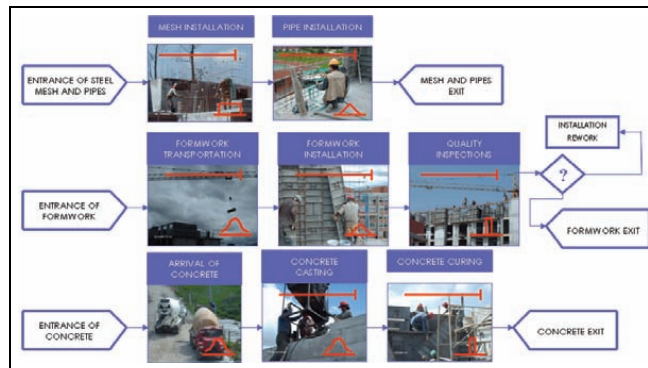 MESH INSTALLATION
PIPE INSTALLATION
ENTRANCE OF STEEL
MESH AND PIPES
MESH AND PIPES
EXIT
INSTALLATION
REWORK
FORMWORK
TRANSPORTATION
FORMWORK
INSTALLATION
QUALITY
INSPECTIONS
?
ENTRANCE OF
FORMWORK
FORMWORK EXIT
ARRIVAL OF
CONCRETE
CONCRETE
CASTING
CONCRETE CURING
ENTRANCE OF
CONCRETE
CONCRETE EXIT